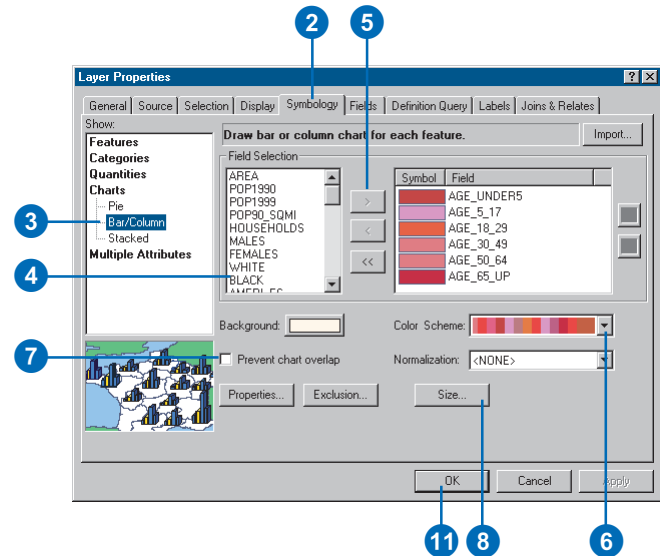 2
5
Layer Properties
? ×
General Source Selection Display Symbology Fields Definition Query Labels Joins & Relates
Show:
Features
Categories
Quantities
Charts
Pie
Bar/Column
Stacked
Multiple Attributes
3
Draw bar or column chart for each feature.
Import...
Field Selection
AREA
POP1990
POP1999
POP90_SQMI
HOUSEHOLDS
MALES
FEMALES
WHITE
BLACK
4
>
<
<<
Symbol Field
AGE_UNDER5
AGE_5_17
AGE_18_29
AGE_30_49
AGE_50_64
AGE_65_UP
Background:
Color Scheme:
7
Prevent chart overlap
Normalization: <NONE>
Properties... Exclusion... Size...
OK Cancel Apply
11
8
6